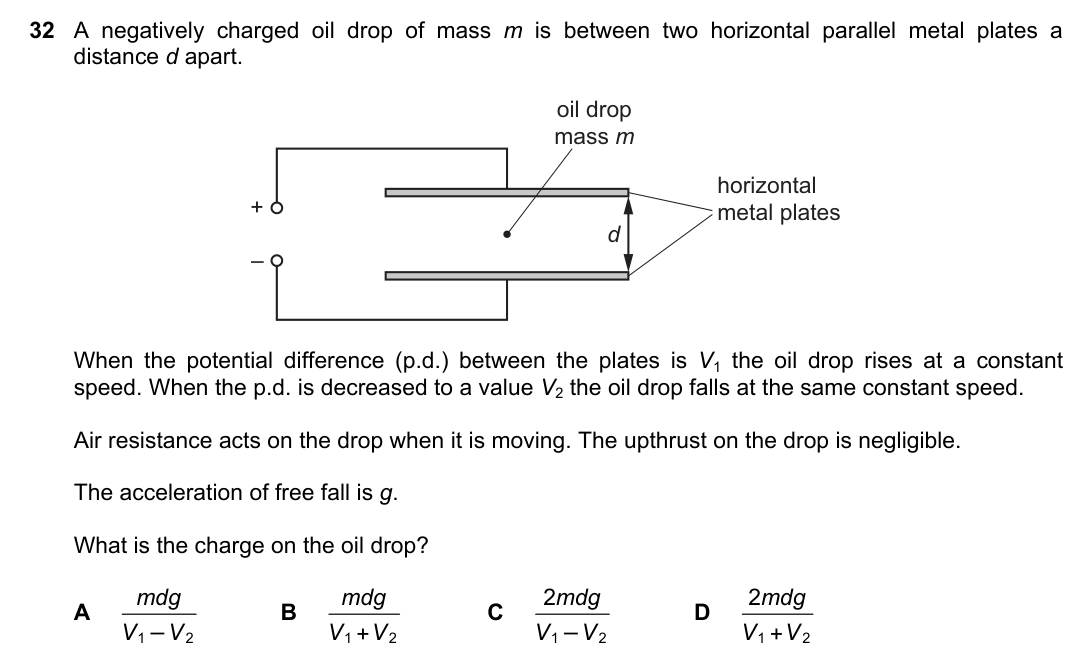 32 A negatively charged oil drop of mass m is between two horizontal parallel metal plates a
distance d apart.
oil drop
mass m
horizontal
metal plates
+
d
–
When the potential difference (p.d.) between the plates is V₁ the oil drop rises at a constant
speed. When the p.d. is decreased to a value V₂ the oil drop falls at the same constant speed.
Air resistance acts on the drop when it is moving. The upthrust on the drop is negligible.
The acceleration of free fall is g.
What is the charge on the oil drop?
A mdg / V₁ – V₂ B mdg / V₁ + V₂ C 2mdg / V₁ – V₂ D 2mdg / V₁ + V₂